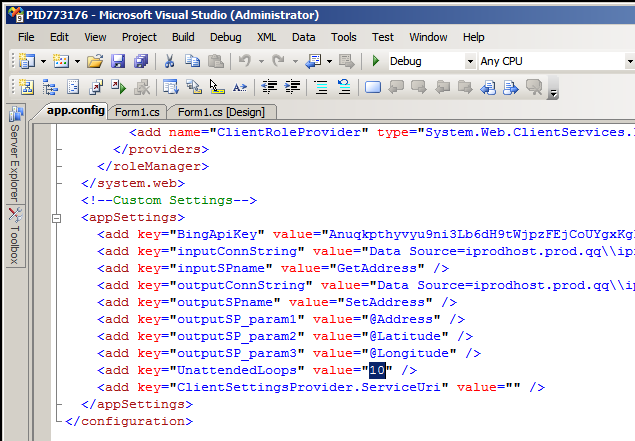 PID773176 - Microsoft Visual Studio (Administrator)
File Edit View Project Build Debug XML Data Tools Test Window Help
Debug Any CPU
app.config Form1.cs Form1.cs [Design]
Server Explorer
Toolbox
<add name="ClientRoleProvider" type="System.Web.ClientServices.
</providers>
</roleManager>
</system.web>
<!--Custom Settings-->
<appSettings>
<add key="BingApiKey" value="Anuqkpthyvyu9ni3Lb6dH9tWjpzFEjCoUYgxKg
<add key="inputConnString" value="Data Source=iprodhost.prod.qq\\ip
<add key="inputSPname" value="GetAddress" />
<add key="outputConnString" value="Data Source=iprodhost.prod.qq\\i
<add key="outputSPname" value="SetAddress" />
<add key="outputSP_param1" value="@Address" />
<add key="outputSP_param2" value="@Latitude" />
<add key="outputSP_param3" value="@Longitude" />
<add key="UnattendedLoops" value="10" />
<add key="ClientSettingsProvider.ServiceUri" value="" />
</appSettings>
</configuration>